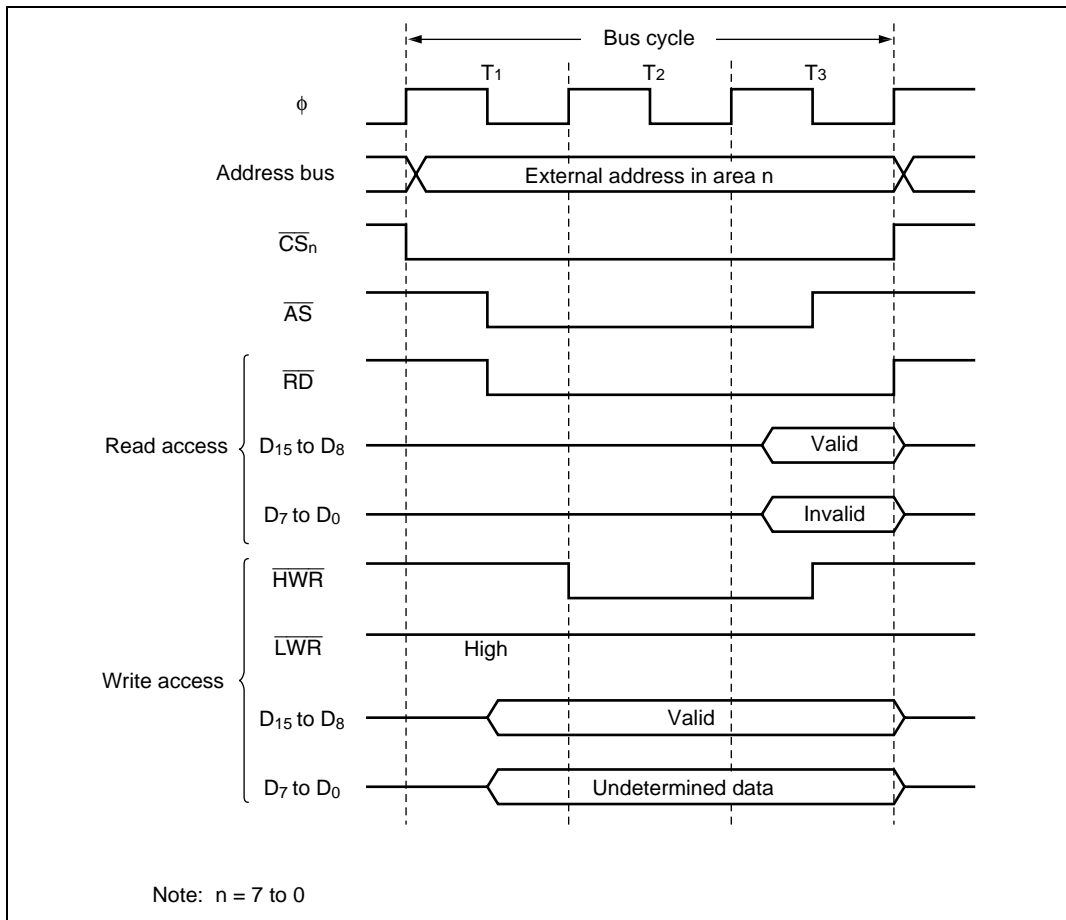 Bus cycle
T1 T2 T3
ϕ
Address bus External address in area n
CSn
AS
RD
Read access D15 to D8 Valid
D7 to D0 Invalid
HWR
LWR High
Write access D15 to D8 Valid
D7 to D0 Undetermined data
Note: n = 7 to 0